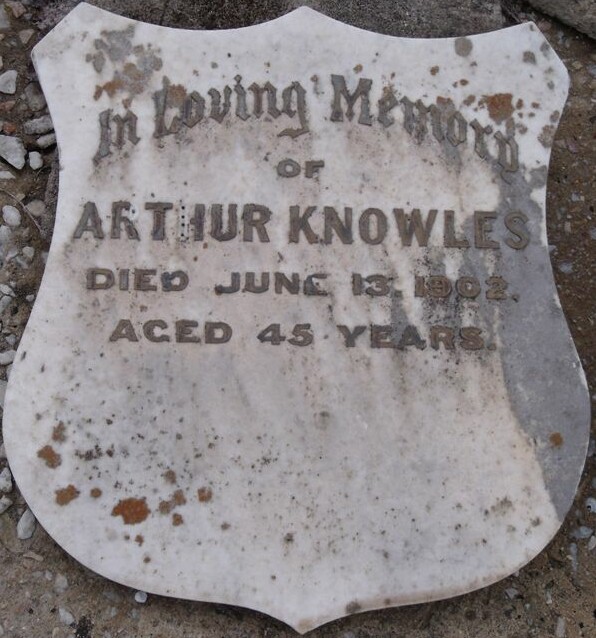 In Loving Memory
OF
ARTHUR KNOWLES
DIED JUNE 13. 1902.
AGED 45 YEARS.